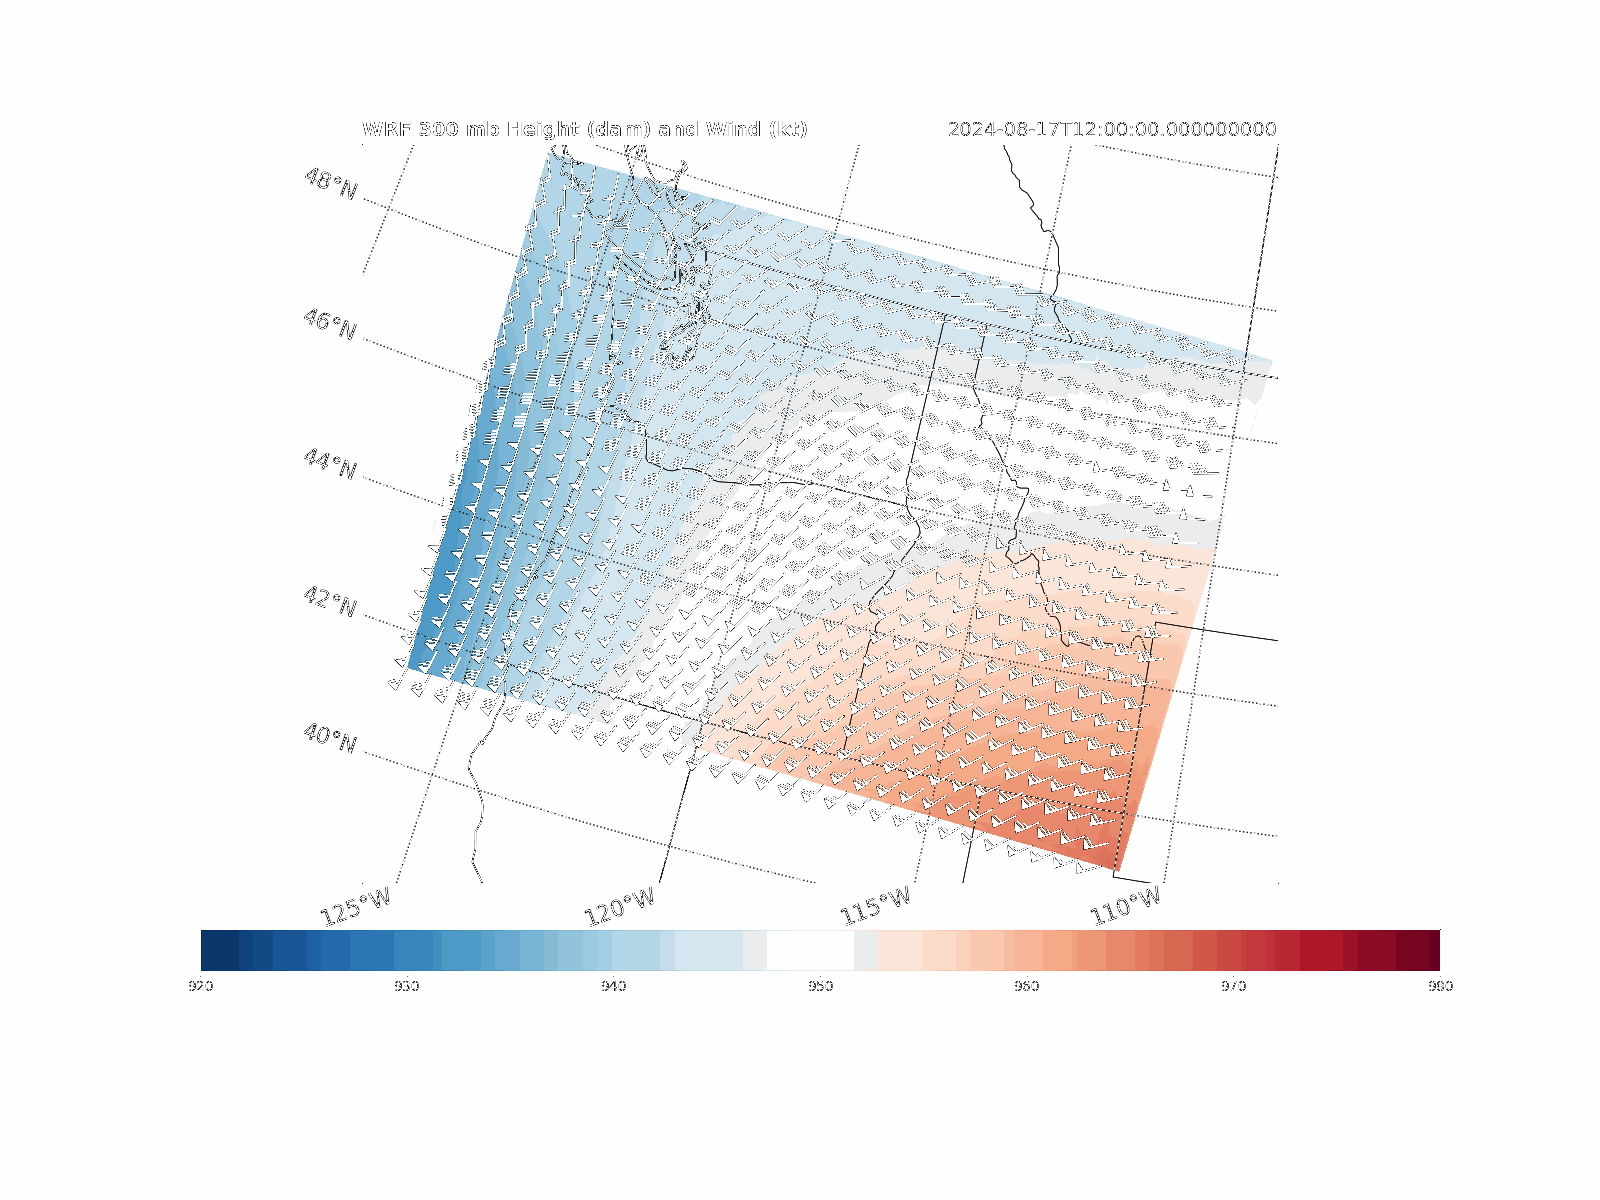 WRF 300 mb Height (dam) and Wind (kt) 2024-08-17T12:00:00.000000000
48°N
46°N
44°N
42°N
40°N
125°W 120°W 115°W 110°W
920 930 940 950 960 970 980